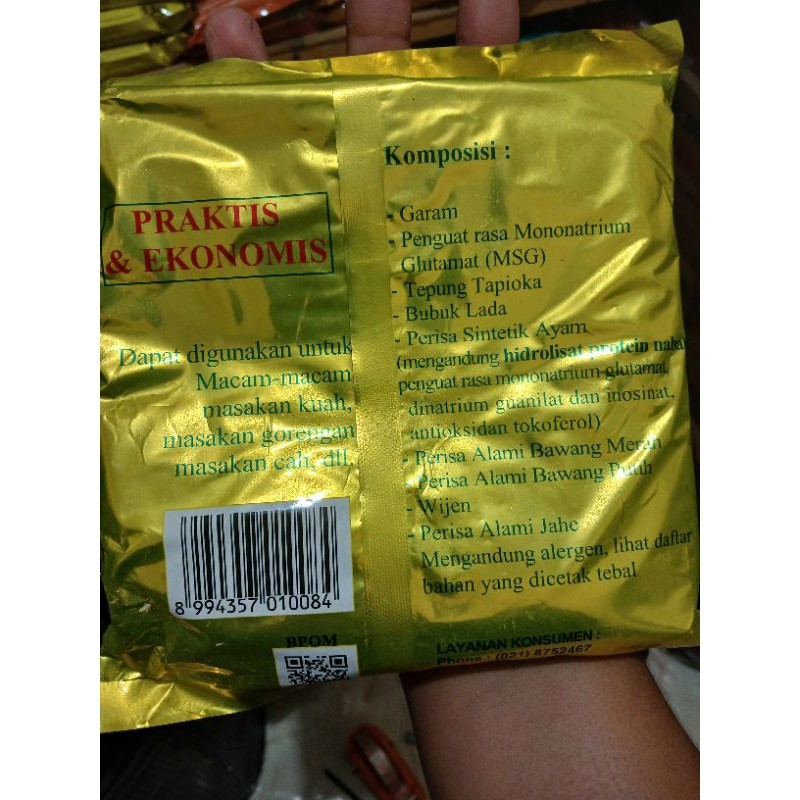 PRAKTIS
& EKONOMIS
Dapat digunakan untuk
Macam-macam
masakan kuah,
masakan gorengan
masakan cah, dll.
8 994357 010084
BPOM
Komposisi :
- Garam
- Penguat rasa Mononatrium
Glutamat (MSG)
- Tepung Tapioka
- Bubuk Lada
- Perisa Sintetik Ayam
(mengandung hidrolisat protein
penguat rasa mononatrium glutamat,
dinatrium guanilat dan inosinat,
antioksidan tokoferol)
- Perisa Alami Bawang Merah
- Perisa Alami Bawang Putih
- Wijen
- Perisa Alami Jahe
Mengandung alergen, lihat daftar
bahan yang dicetak tebal
LAYANAN KONSUMEN :
Phone : (021) 8752467